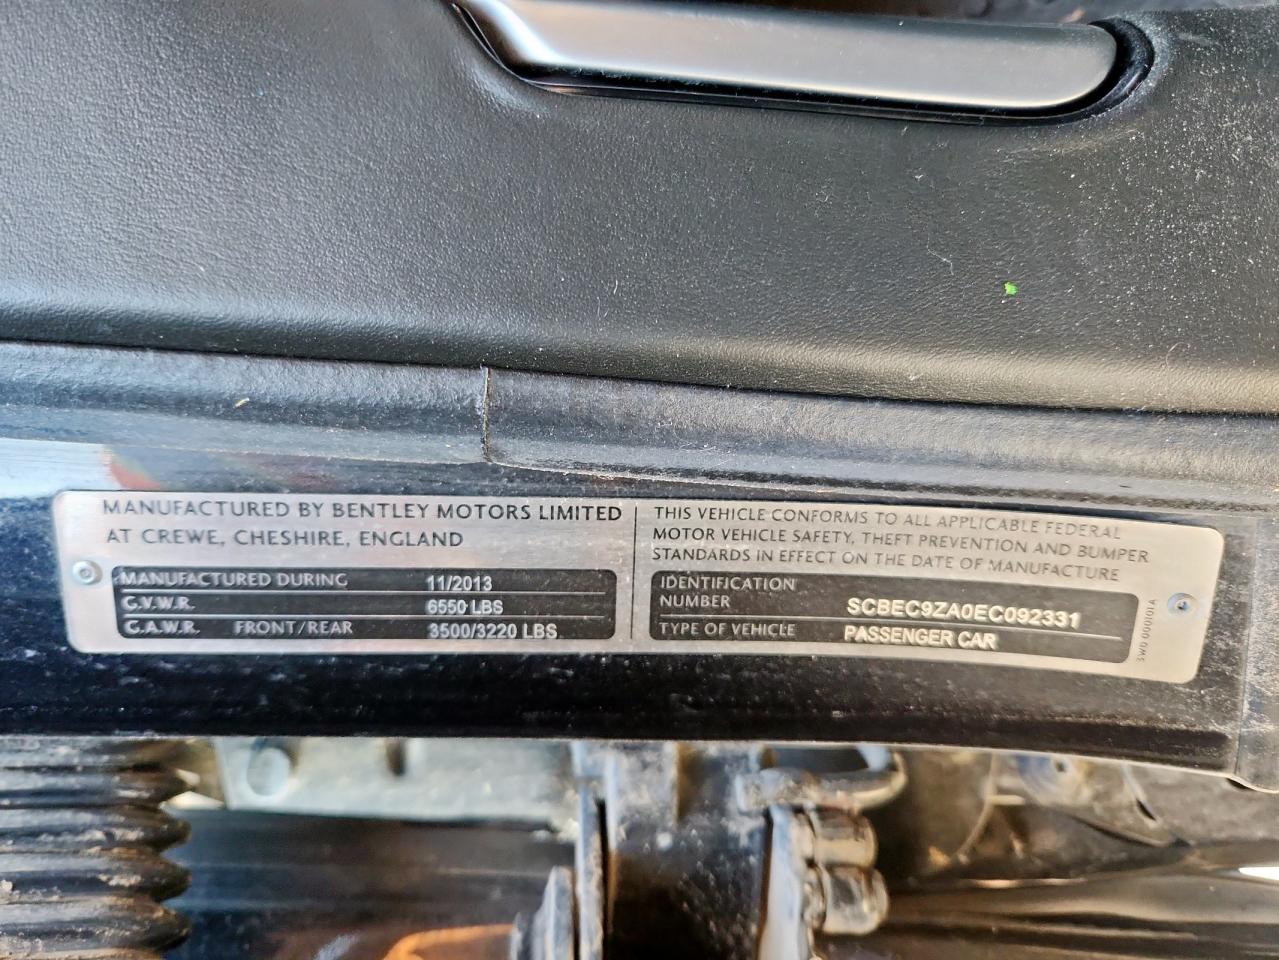 MANUFACTURED BY BENTLEY MOTORS LIMITED
AT CREWE, CHESHIRE, ENGLAND
MANUFACTURED DURING 11/2013
G.V.W.R. 6550 LBS
G.A.W.R. FRONT/REAR 3500/3220 LBS
THIS VEHICLE CONFORMS TO ALL APPLICABLE FEDERAL
MOTOR VEHICLE SAFETY, THEFT PREVENTION AND BUMPER
STANDARDS IN EFFECT ON THE DATE OF MANUFACTURE
IDENTIFICATION
NUMBER SCBEC9ZA0EC092331
TYPE OF VEHICLE PASSENGER CAR